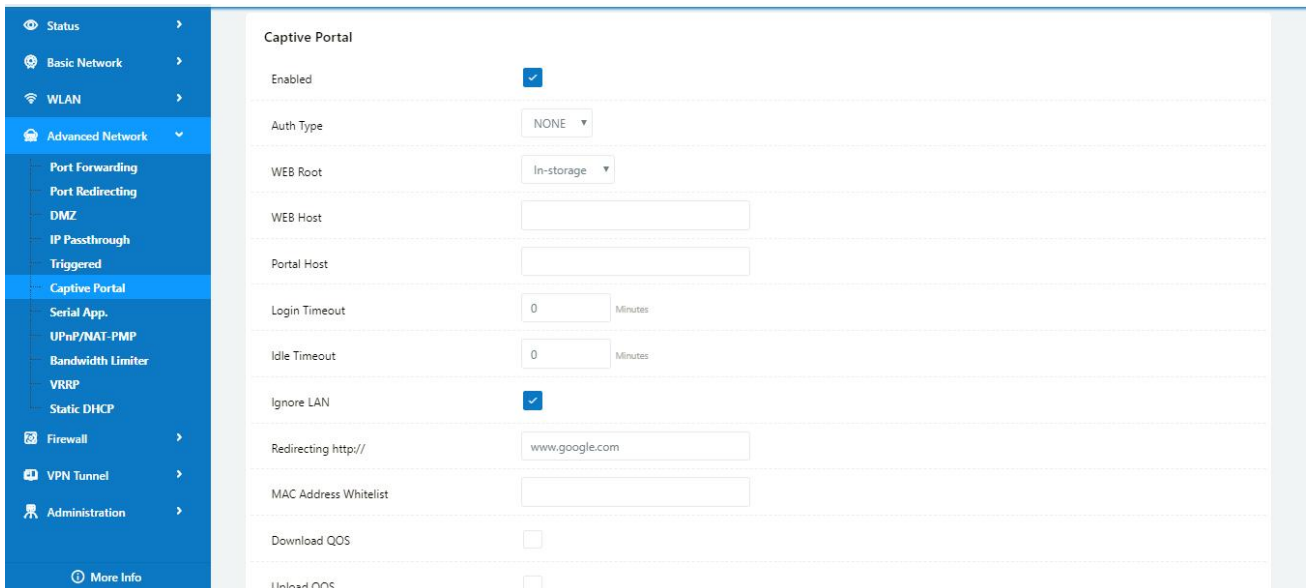 Status
Basic Network
WLAN
Advanced Network
Port Forwarding
Port Redirecting
DMZ
IP Passthrough
Triggered
Captive Portal
Serial App.
UPnP/NAT-PMP
Bandwidth Limiter
VRRP
Static DHCP
Firewall
VPN Tunnel
Administration
More Info
Captive Portal
Enabled
Auth Type NONE
WEB Root In-storage
WEB Host
Portal Host
Login Timeout 0 Minutes
Idle Timeout 0 Minutes
Ignore LAN
Redirecting http:// www.google.com
MAC Address Whitelist
Download QOS
Upload QOS